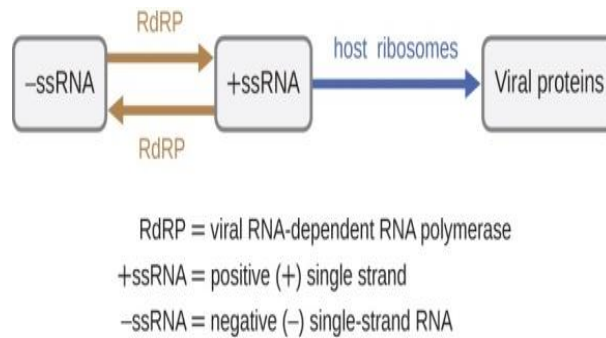 RdRP
host ribosomes
–ssRNA
+ssRNA
Viral proteins
RdRP
RdRP = viral RNA-dependent RNA polymerase
+ssRNA = positive (+) single strand
–ssRNA = negative (–) single-strand RNA